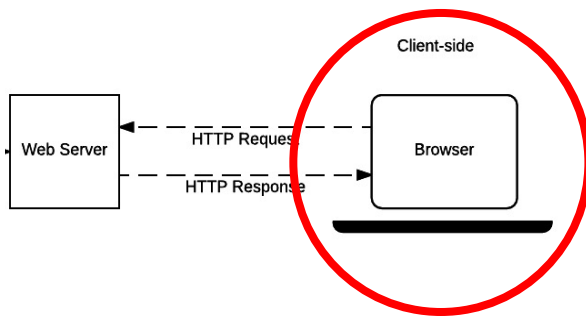 Client-side
HTTP Request
Web Server
Browser
HTTP Response